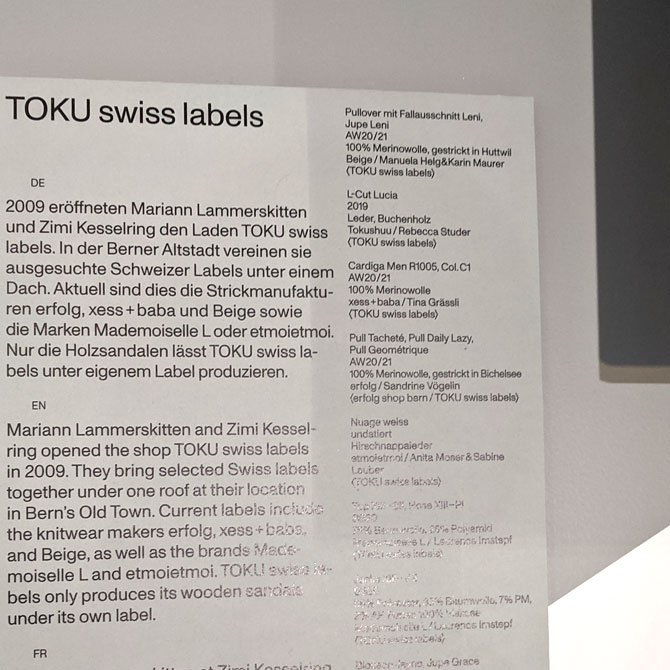 TOKU swiss labels
DE
2009 eröffneten Mariann Lammerskitten
und Zimi Kesselring den Laden TOKU swiss
labels. In der Berner Altstadt vereinen sie
ausgesuchte Schweizer Labels unter einem
Dach. Aktuell sind dies die Strickmanufaktu-
ren erfolg, xess+baba und Beige sowie
die Marken Mademoiselle L oder etmoietmoi.
Nur die Holzsandalen lässt TOKU swiss la-
bels unter eigenem Label produzieren.
EN
Mariann Lammerskitten and Zimi Kessel-
ring opened the shop TOKU swiss labels
in 2009. They bring selected Swiss labels
together under one roof at their location
in Bern's Old Town. Current labels include
the knitwear makers erfolg, xess+baba,
and Beige, as well as the brands Made-
moiselle L and etmoietmoi. TOKU swiss la-
bels only produces its wooden sandals
under its own label.
FR
Pullover mit Fallausschnitt Leni,
Jupe Leni
AW20/21
100% Merinowolle, gestrickt in Huttwil
Beige / Manuela Helg&Karin Maurer
(TOKU swiss labels)
L-Cut Lucia
2019
Leder, Buchenholz
Tokushuu / Rebecca Studer
(TOKU swiss labels)
Cardiga Men R1005, Col. C1
AW20/21
100% Merinowolle
xess+baba / Tina Grässli
(TOKU swiss labels)
Pull Tacheté, Pull Daily Lazy,
Pull Geométrique
AW20/21
100% Merinowolle, gestrickt in Bichelsee
erfolg / Sandrine Vögelin
(erfolg shop bern / TOKU swiss labels)
Nuage weiss
undatiert
Hirschnappaleder
etmoietmoi / Anita Moser & Sabine
Lauber
(TOKU swiss labels)
/ Laurence Imstepf
7% PM,
/ Laurence Imstepf
Jupe Grace